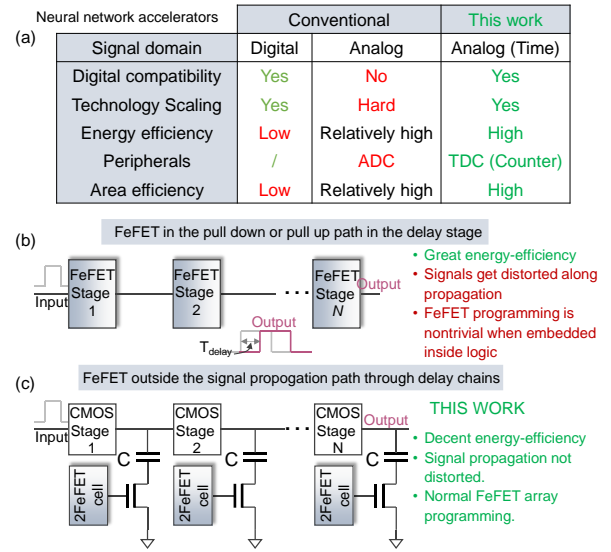 Neural network accelerators
Conventional
This work
(a)
Signal domain
Digital
Analog
Analog (Time)
Digital compatibility
Yes
No
Yes
Technology Scaling
Yes
Hard
Yes
Energy efficiency
Low
Relatively high
High
Peripherals
/
ADC
TDC (Counter)
Area efficiency
Low
Relatively high
High
FeFET in the pull down or pull up path in the delay stage
(b)
Input
FeFET
Stage
1
FeFET
Stage
2
FeFET
Stage
N
Output
Output
Tdelay
• Great energy-efficiency
• Signals get distorted along
propagation
• FeFET programming is
nontrivial when embedded
inside logic
(c)
FeFET outside the signal propogation path through delay chains
Input
CMOS
Stage
1
CMOS
Stage
2
CMOS
Stage
N
Output
C
C
C
2FeFET
cell
2FeFET
cell
2FeFET
cell
THIS WORK
• Decent energy-efficiency
• Signal propagation not
distorted.
• Normal FeFET array
programming.